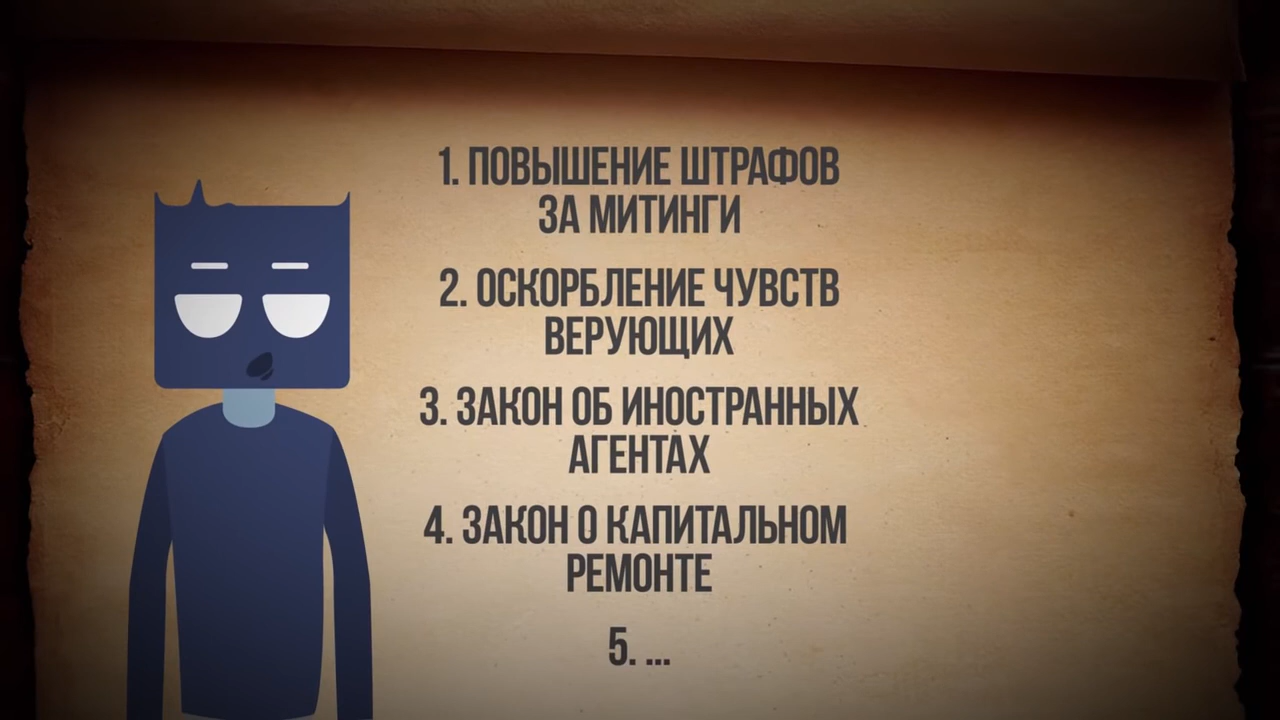 1. ПОВЫШЕНИЕ ШТРАФОВ
ЗА МИТИНГИ
2. ОСКОРБЛЕНИЕ ЧУВСТВ
ВЕРУЮЩИХ
3. ЗАКОН ОБ ИНОСТРАННЫХ
АГЕНТАХ
4. ЗАКОН О КАПИТАЛЬНОМ
РЕМОНТЕ
5. ...